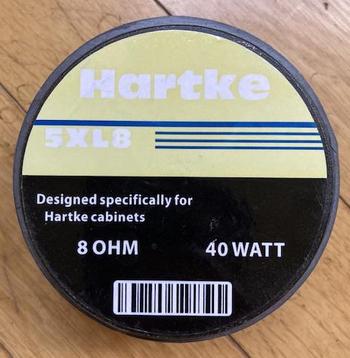 Hartke
5XL8
Designed specifically for
Hartke cabinets
8 OHM 40 WATT